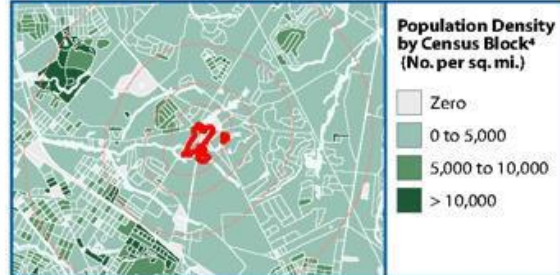 Population Density
by Census Block⁴
(No. per sq. mi.)
Zero
0 to 5,000
5,000 to 10,000
> 10,000